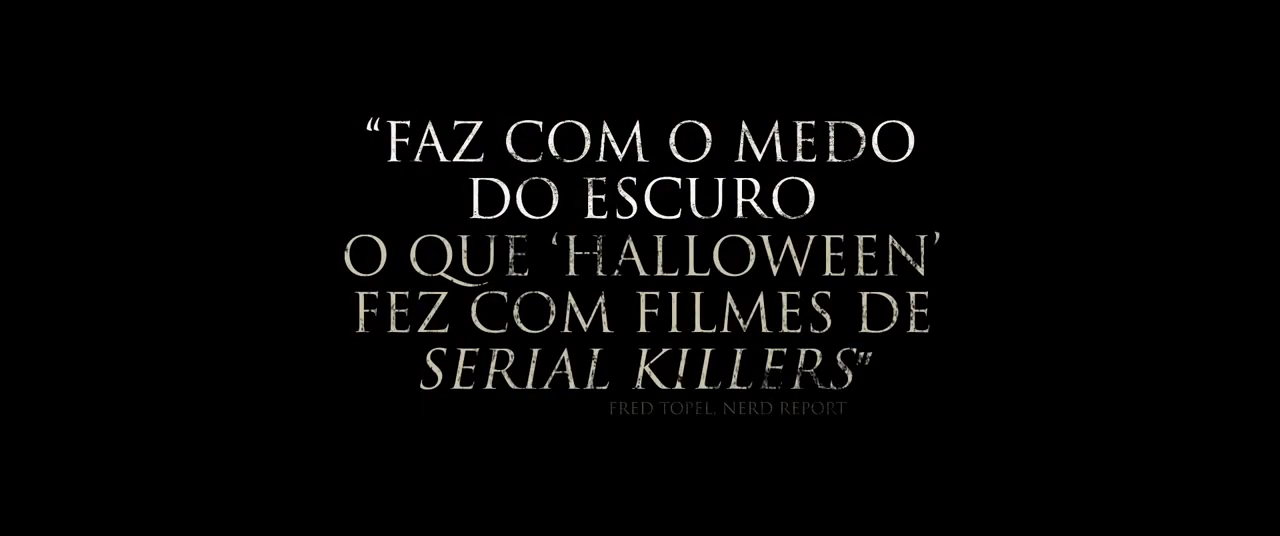 “FAZ COM O MEDO
DO ESCURO
O QUE ‘HALLOWEEN’
FEZ COM FILMES DE
SERIAL KILLERS”
FRED TOPEL, NERD REPORT